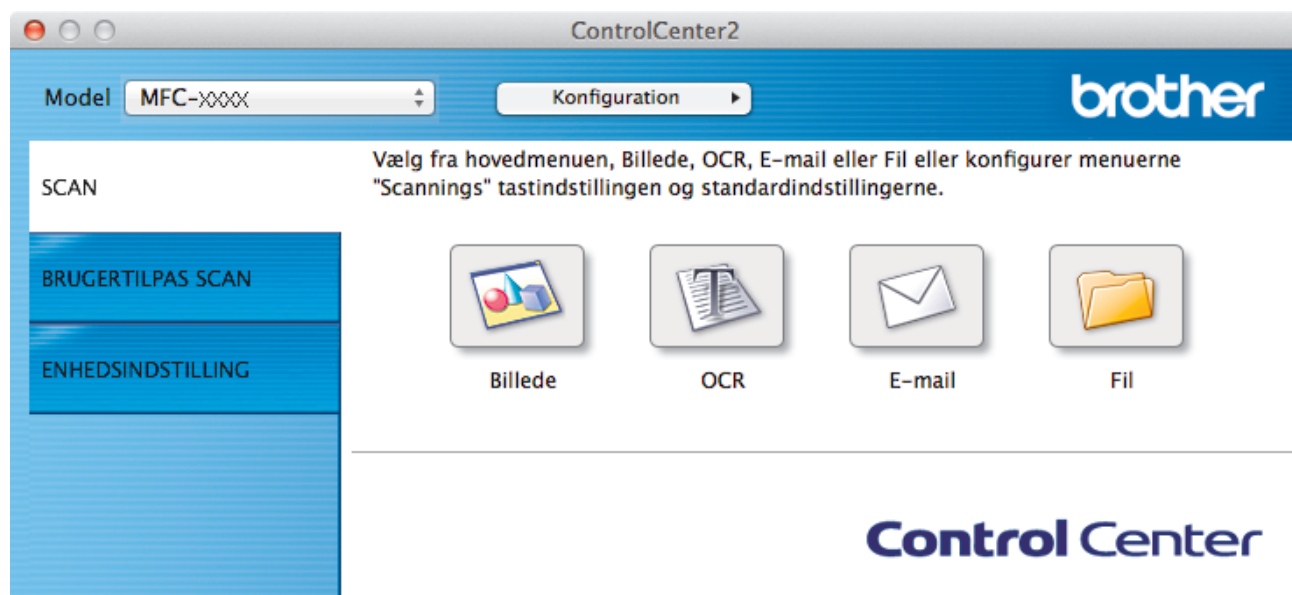 ControlCenter2
Model MFC-XXXX Konfiguration brother
Vælg fra hovedmenuen, Billede, OCR, E-mail eller Fil eller konfigurer menuerne
"Scannings" tastindstillingen og standardindstillingerne.
SCAN
BRUGERTILPAS SCAN
ENHEDSINDSTILLING
Billede OCR E-mail Fil
Control Center